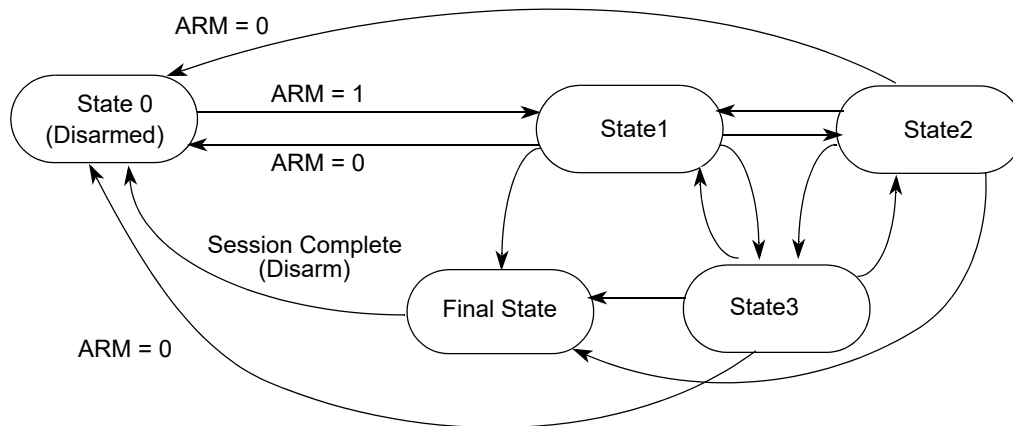 ARM = 0
State 0
(Disarmed)
ARM = 1
ARM = 0
State1
State2
Session Complete
(Disarm)
Final State
State3
ARM = 0